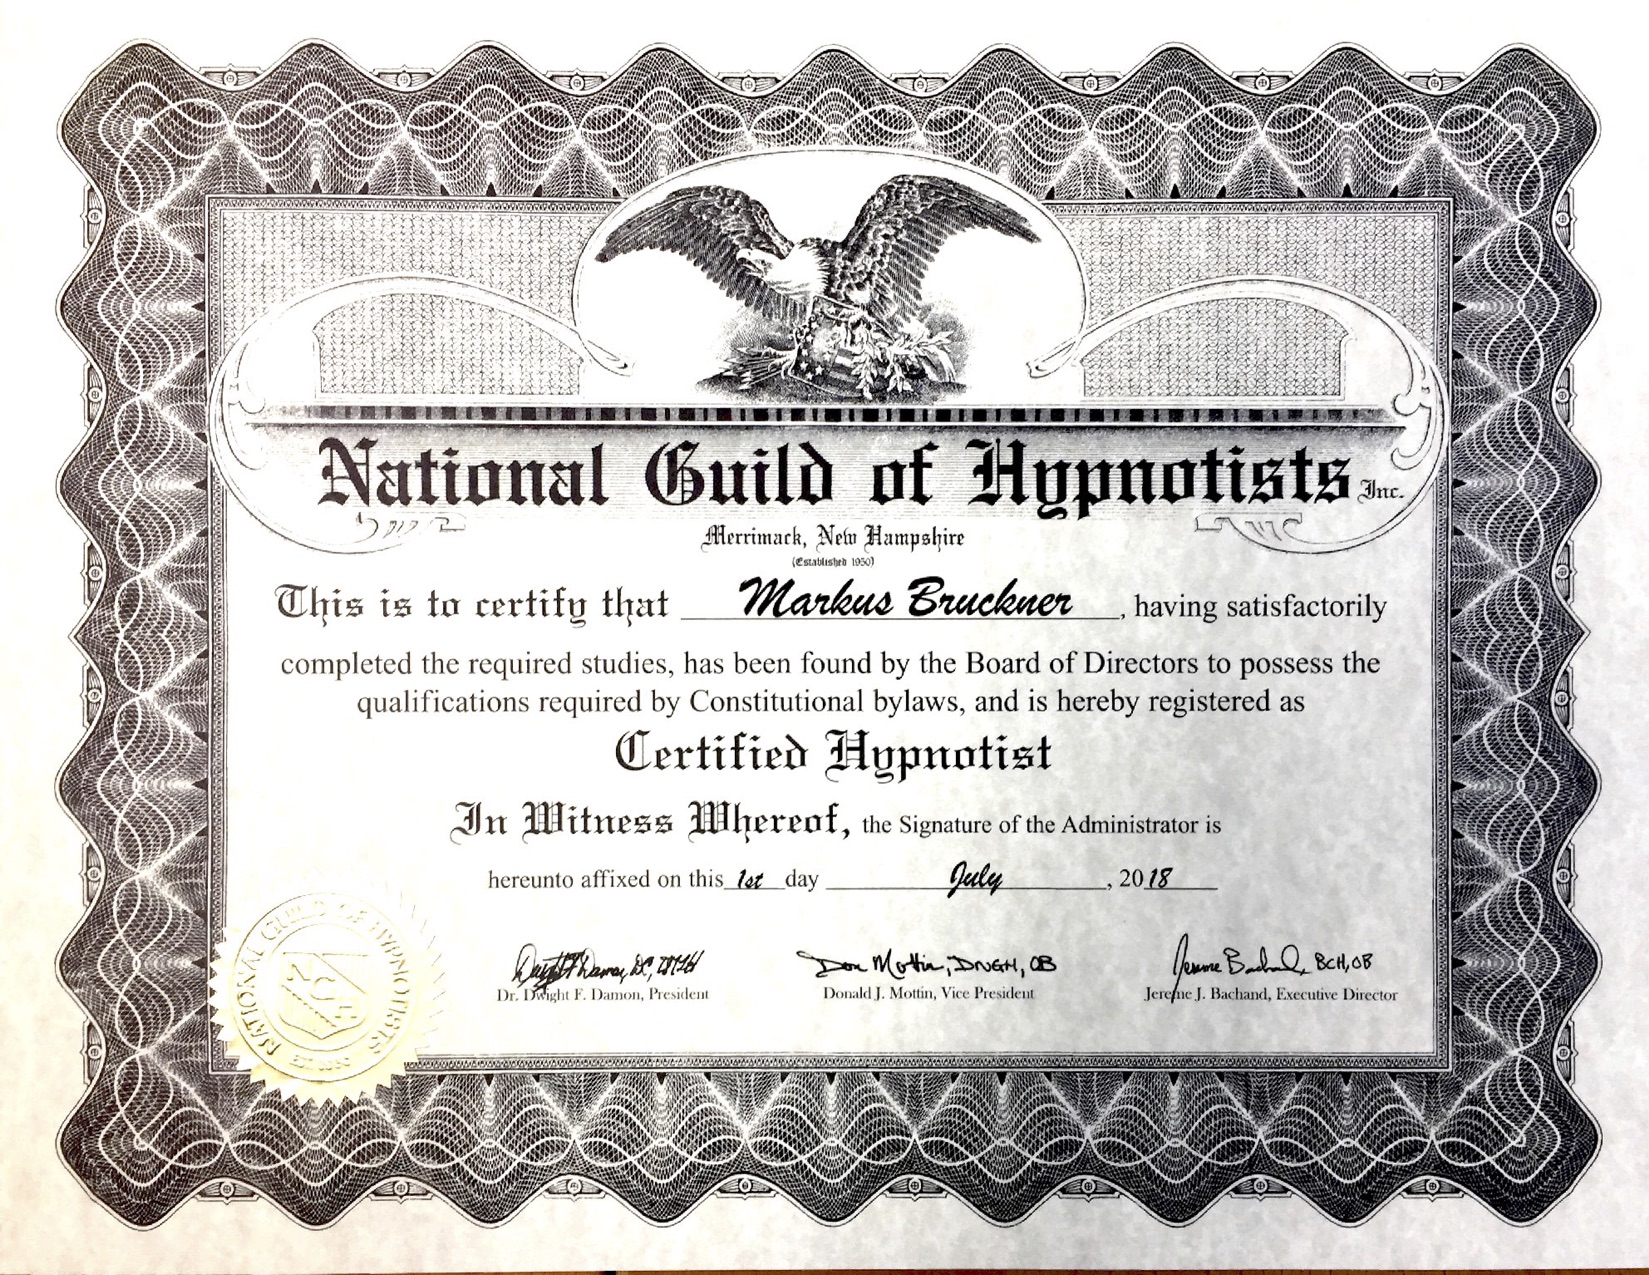 National Guild of Hypnotists Inc.
Merrimack, New Hampshire
(Established 1950)
This is to certify that Markus Bruckner, having satisfactorily
completed the required studies, has been found by the Board of Directors to possess the
qualifications required by Constitutional bylaws, and is hereby registered as
Certified Hypnotist
In Witness Whereof, the Signature of the Administrator is
hereunto affixed on this 1st day July, 2018
Don Mottin, DNGH, OB
BCH, OB
Dr. Dwight F. Damon, President
Donald J. Mottin, Vice President
Jereme J. Bachand, Executive Director
NATIONAL GUILD OF HYPNOTISTS
NGH
EST. 1950